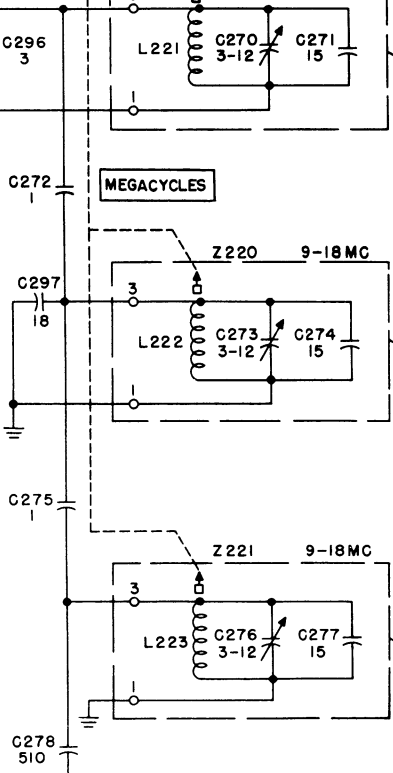 C296
3
L221
C270
3-12
C271
15
1
C272
1
MEGACYCLES
Z220 9-18MC
C297
18
3
L222
C273
3-12
C274
15
1
C275
1
Z221 9-18MC
3
L223
C276
3-12
C277
15
1
C278
510